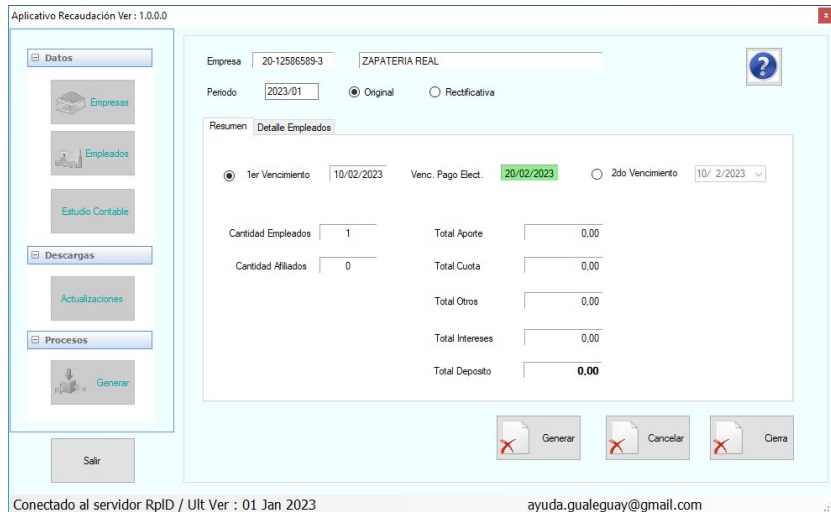 Aplicativo Recaudación Ver : 1.0.0.0
x
Datos
Empresas
Empleados
Estudio Contable
Descargas
Actualizaciones
Procesos
Generar
Salir
Empresa 20-12586589-3 ZAPATERIA REAL
?
Periodo 2023/01 Original Rectificativa
Resumen Detalle Empleados
1er Vencimiento 10/02/2023 Venc. Pago Elect. 20/02/2023 2do Vencimiento 10/ 2/2023
Cantidad Empleados 1 Total Aporte 0,00
Cantidad Afiliados 0 Total Cuota 0,00
Total Otros 0,00
Total Intereses 0,00
Total Deposito 0,00
Generar Cancelar Cierra
Conectado al servidor RplD / Ult Ver : 01 Jan 2023 ayuda.gualeguay@gmail.com